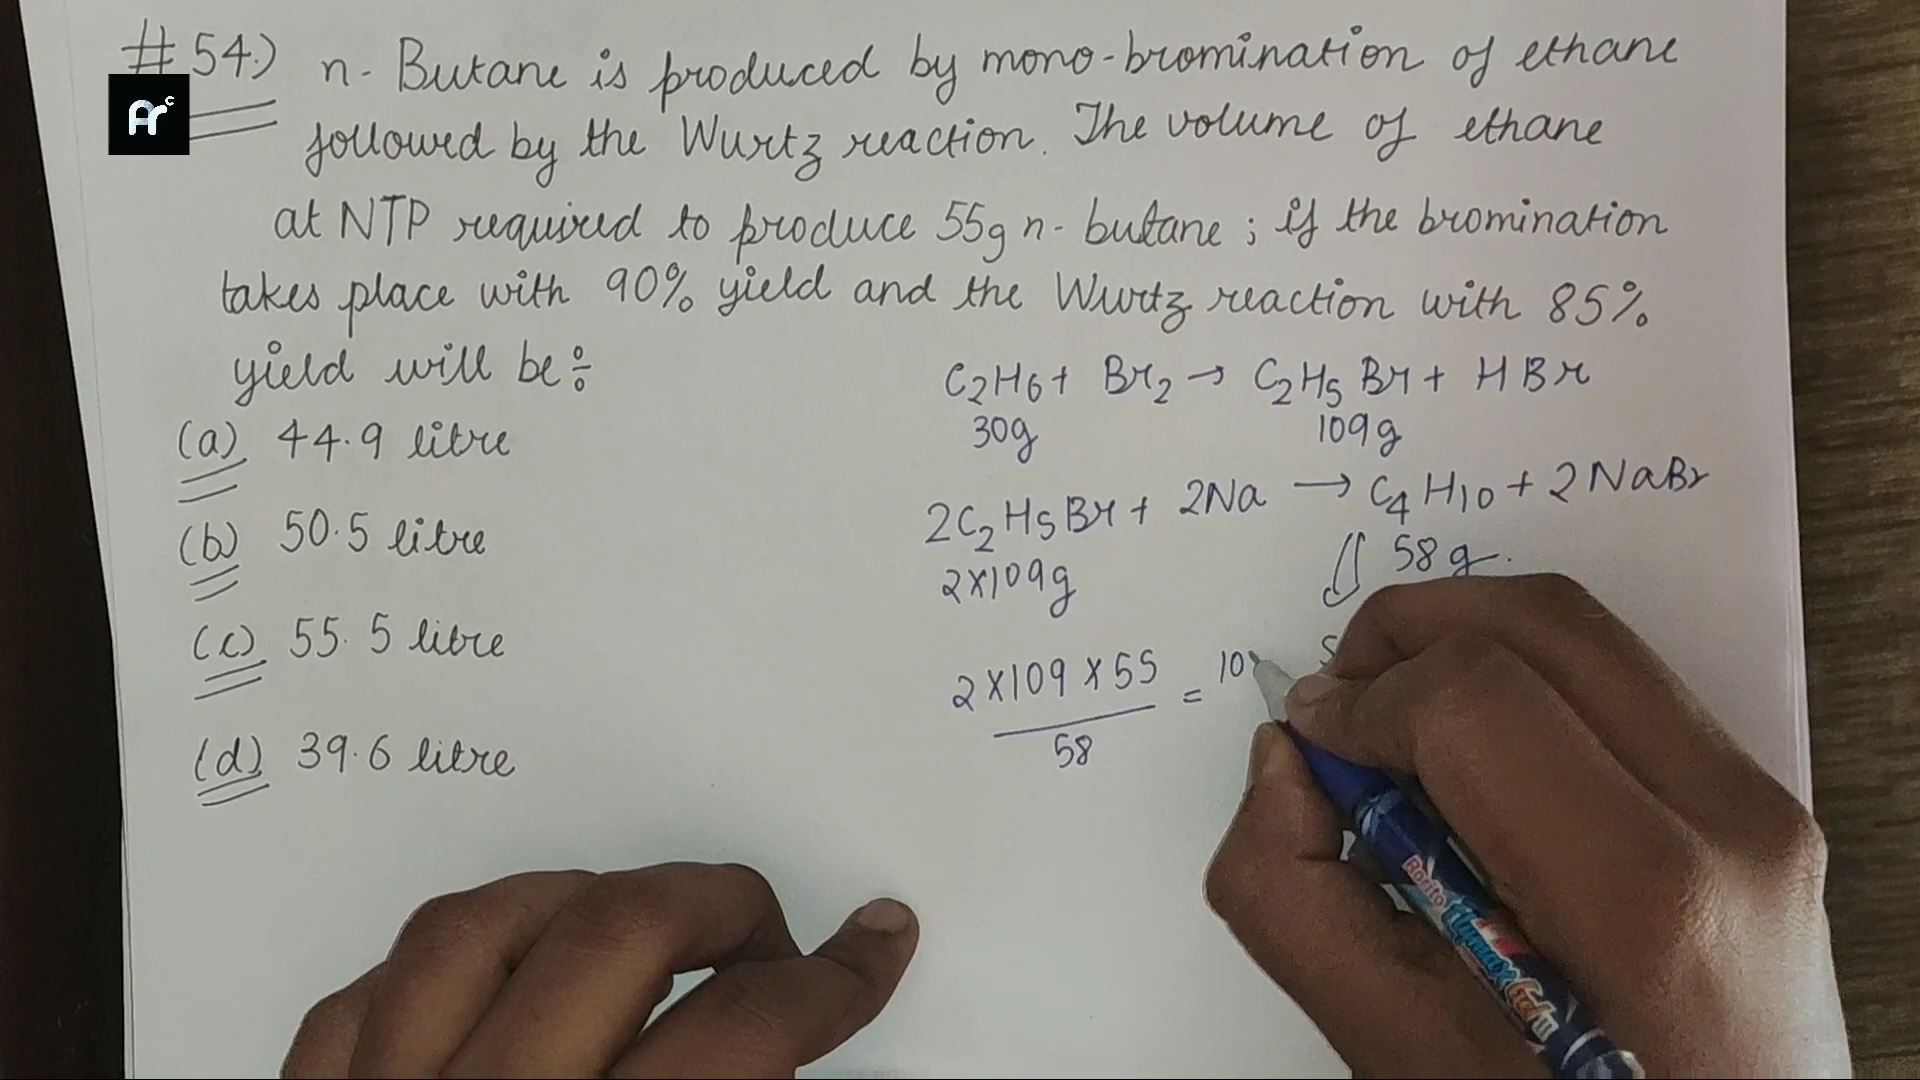 #54.) n-Butane is produced by mono-bromination of ethane
Ar c
followed by the Wurtz reaction. The volume of ethane
at NTP required to produce 55g n-butane ; if the bromination
takes place with 90% yield and the Wurtz reaction with 85%
yield will be÷
(a) 44.9 litre
(b) 50.5 litre
(c) 55.5 litre
(d) 39.6 litre
C2H6 + Br2 → C2H5Br + HBr
30g 109g
2C2H5Br + 2Na → C4H10 + 2NaBr
2×109g 58g.
2×109×55 = 10
58
Rorito